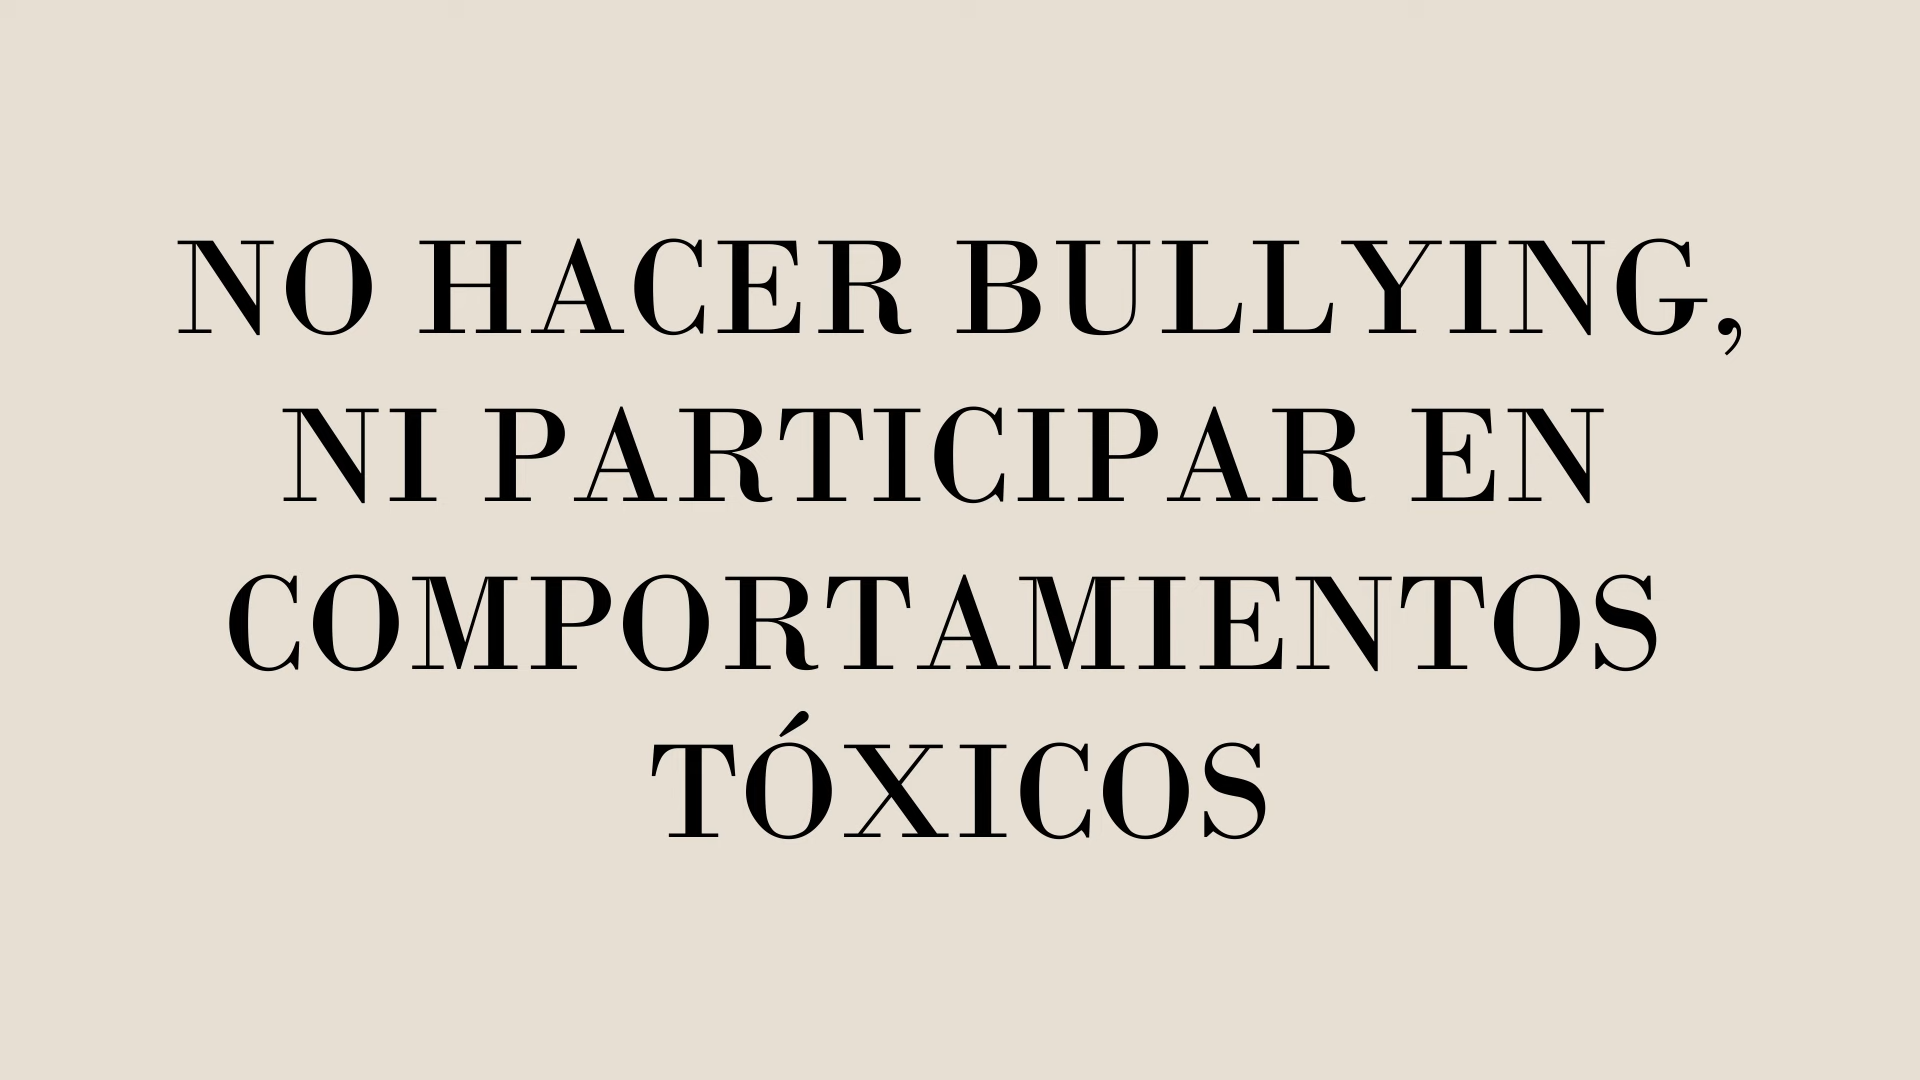 NO HACER BULLYING,
NI PARTICIPAR EN
COMPORTAMIENTOS
TÓXICOS